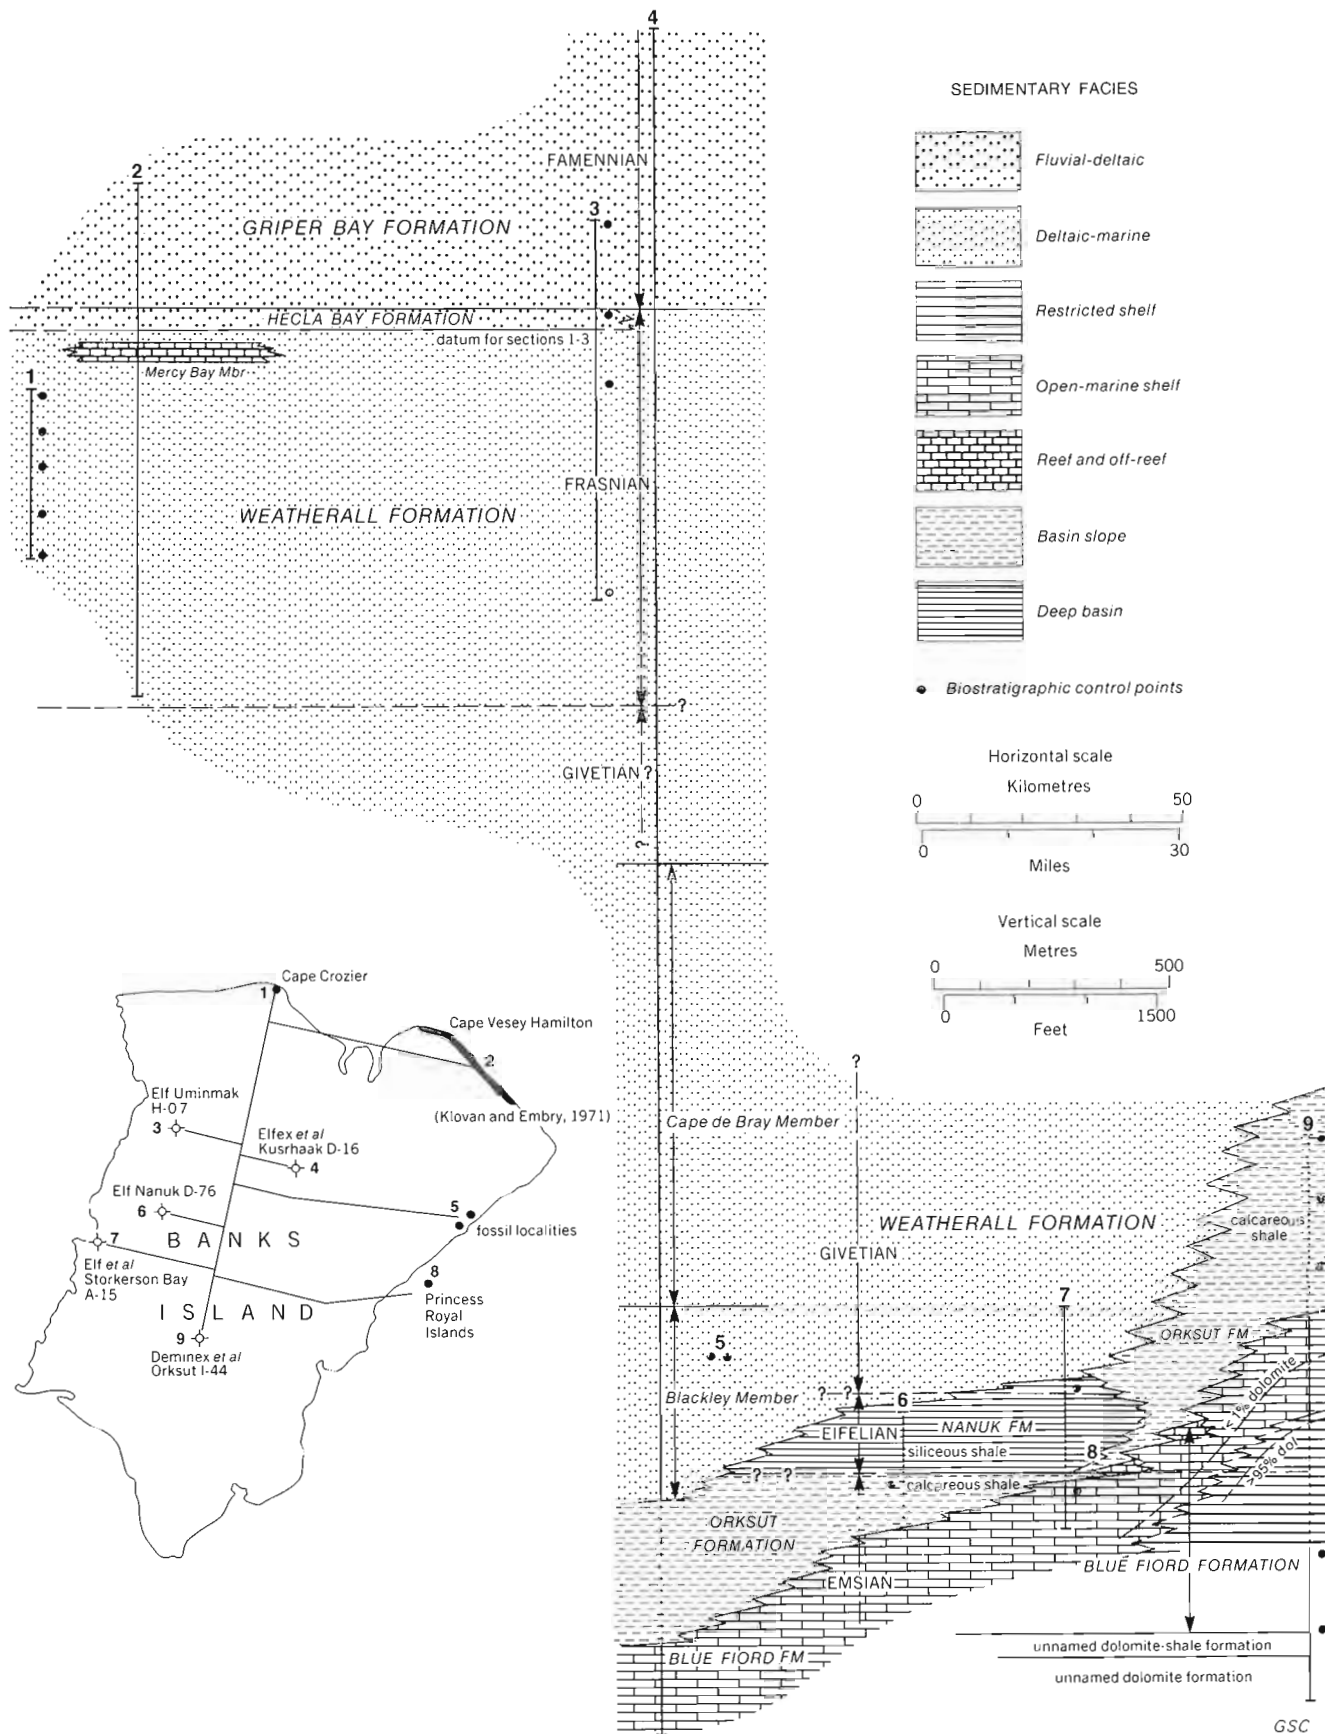 4
SEDIMENTARY FACIES
Fluvial-deltaic
Deltaic-marine
Restricted shelf
Open-marine shelf
Reef and off-reef
Basin slope
Deep basin
Biostratigraphic control points
Horizontal scale
Kilometres
0 50
0 30
Miles
Vertical scale
Metres
0 500
0 1500
Feet
FAMENNIAN
2
3
GRIPER BAY FORMATION
HECLA BAY FORMATION
datum for sections 1-3
Mercy Bay Mbr
1
FRASNIAN
WEATHERALL FORMATION
?
GIVETIAN ?
?
Cape de Bray Member
?
9
WEATHERALL FORMATION
calcareous
shale
GIVETIAN
7
ORKSUT FM
5
<1% dolomite
Blackley Member
? ?
6
EIFELIAN
NANUK FM
siliceous shale
8
>95% dol
? ?
calcareous shale
ORKSUT
FORMATION
BLUE FIORD FORMATION
EMSIAN
unnamed dolomite-shale formation
BLUE FIORD FM
unnamed dolomite formation
GSC
Cape Crozier
1
Cape Vesey Hamilton
2
(Klovan and Embry, 1971)
Elf Uminmak
H-07
3
Elfex et al
Kusrhaak D-16
4
Elf Nanuk D-76
6
5
fossil localities
BANKS
7
Elf et al
Storkerson Bay
A-15
8
Princess
Royal
Islands
ISLAND
9
Deminex et al
Orksut I-44